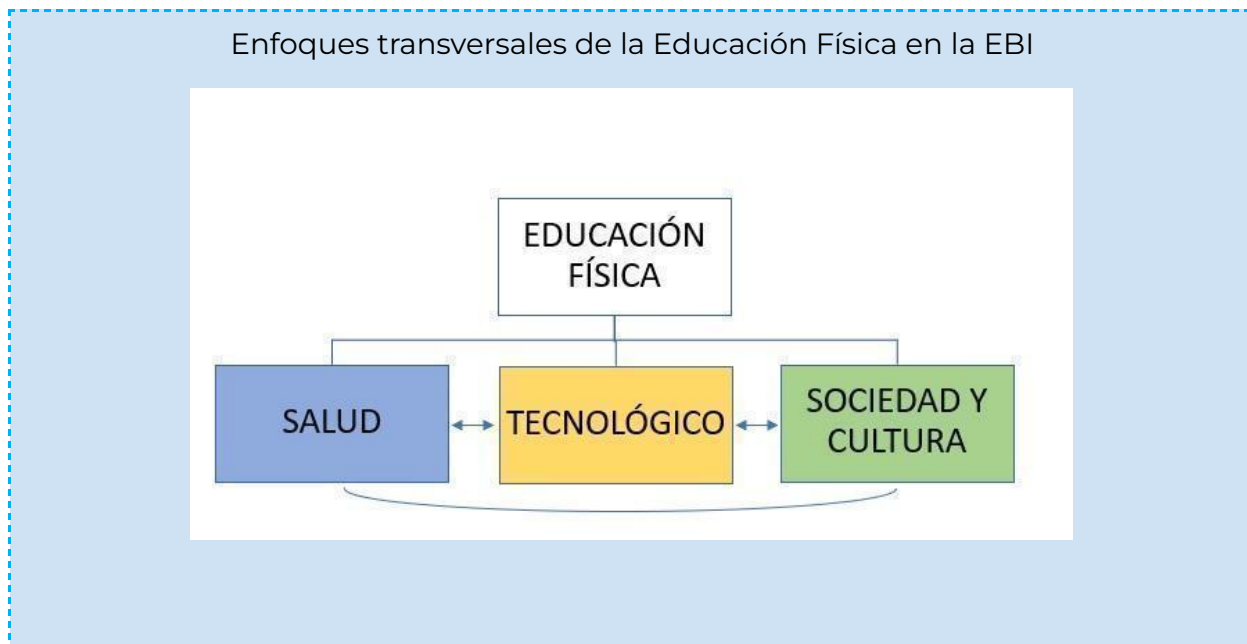 Enfoques transversales de la Educación Física en la EBI
EDUCACIÓN
FÍSICA
SALUD
TECNOLÓGICO
SOCIEDAD Y
CULTURA